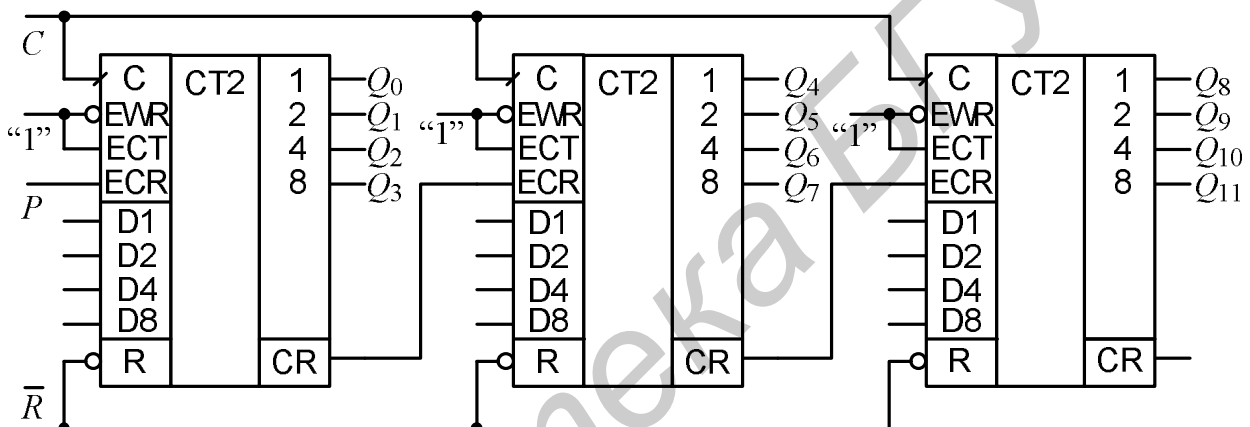 C
C CT2 1 Q0
EWR 2 Q1
"1" ECT 4 Q2
P ECR 8 Q3
D1
D2
D4
D8
R̅ R CR
C CT2 1 Q4
EWR 2 Q5
"1" ECT 4 Q6
ECR 8 Q7
D1
D2
D4
D8
R CR
C CT2 1 Q8
EWR 2 Q9
"1" ECT 4 Q10
ECR 8 Q11
D1
D2
D4
D8
R CR
тека БГУ